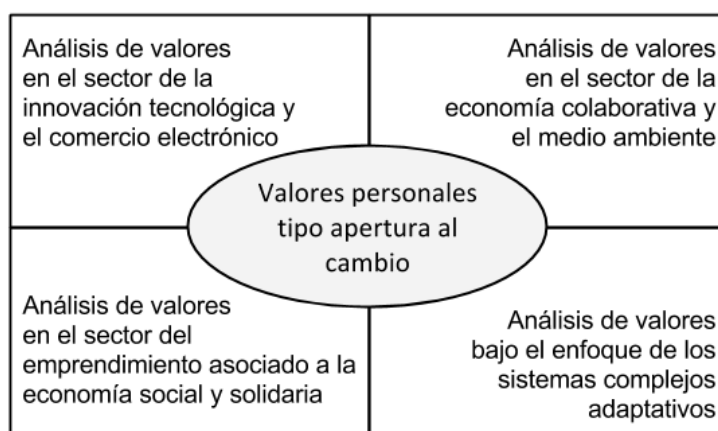 Análisis de valores
en el sector de la
innovación tecnológica y
el comercio electrónico
Análisis de valores
en el sector de la
economía colaborativa y
el medio ambiente
Valores personales
tipo apertura al
cambio
Análisis de valores
en el sector del
emprendimiento asociado a la
economía social y solidaria
Análisis de valores
bajo el enfoque de los
sistemas complejos
adaptativos